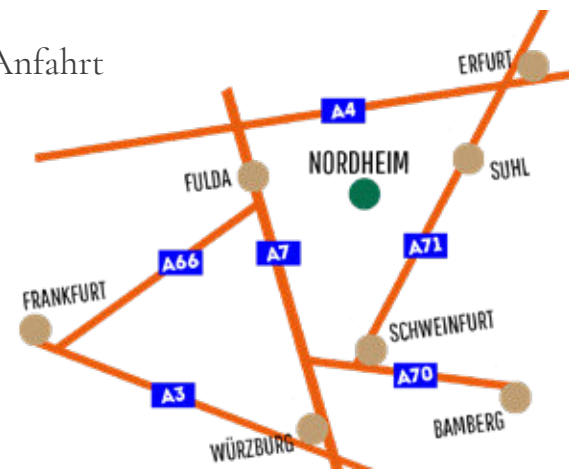 Anfahrt
ERFURT
A4
NORDHEIM
FULDA
SUHL
A7
A71
A66
FRANKFURT
SCHWEINFURT
A70
A3
BAMBERG
WÜRZBURG